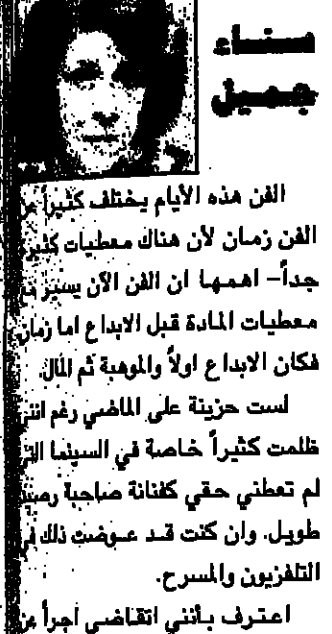 سناء
جميل
الفن هذه الأيام يختلف كثيراً عن
الفن زمان لأن هناك معطيات كثيرة
جداً– اهمها ان الفن الآن يسير مع
معطيات المادة قبل الابداع اما زمان
فكان الابداع اولاً والموهبة ثم المال.
لست حزينة على الماضي رغم انني
ظلمت كثيراً خاصة في السينما التي
لم تعطني حقي كفنانة صاحبة رصيد
طويل. وان كنت قد عوضت ذلك في
التلفزيون والمسرح.
اعترف بأنني اتقاضى اجراً عن